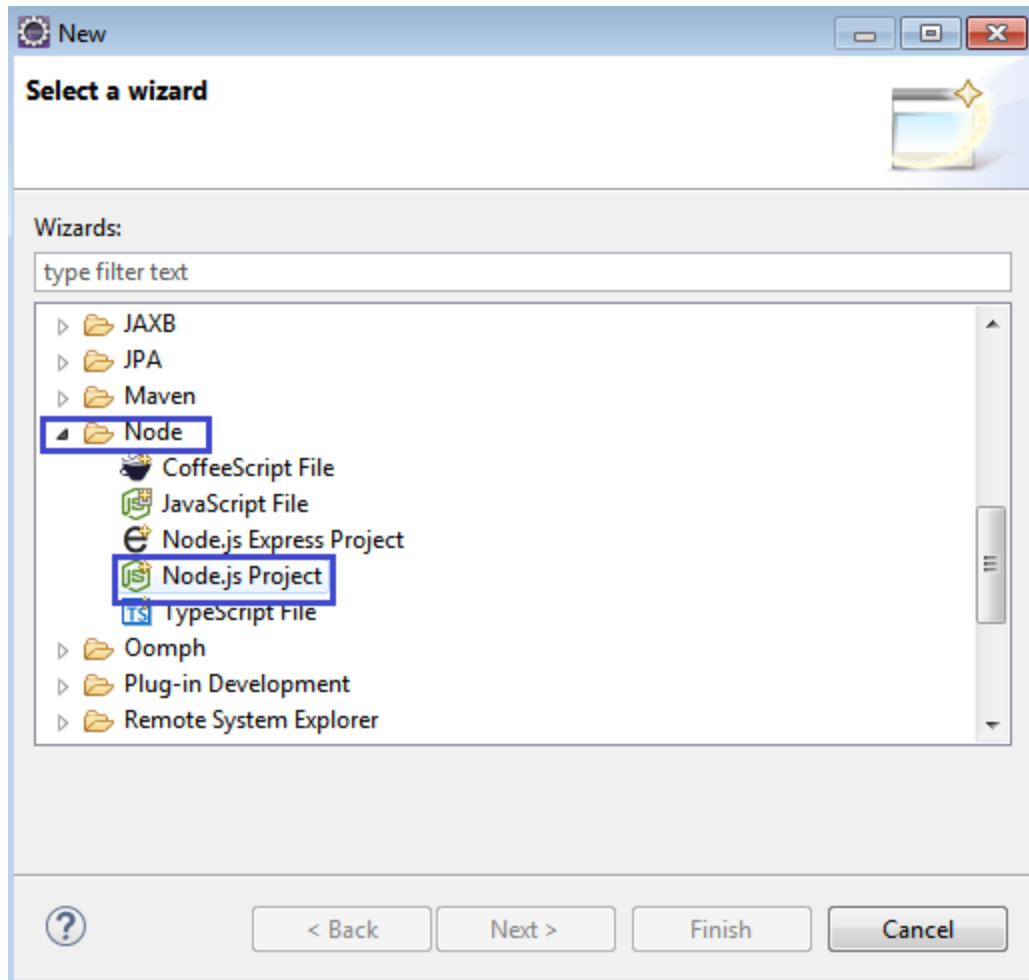 New
Select a wizard
Wizards:
type filter text
JAXB
JPA
Maven
Node
CoffeeScript File
JavaScript File
Node.js Express Project
Node.js Project
TypeScript File
Oomph
Plug-in Development
Remote System Explorer
< Back Next > Finish Cancel